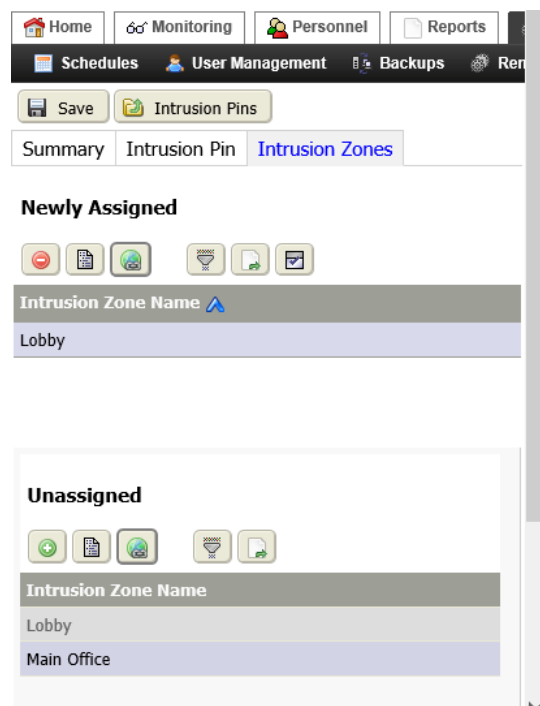 Home Monitoring Personnel Reports
Schedules User Management Backups
Save Intrusion Pins
Summary Intrusion Pin Intrusion Zones
Newly Assigned
Intrusion Zone Name
Lobby
Unassigned
Intrusion Zone Name
Lobby
Main Office